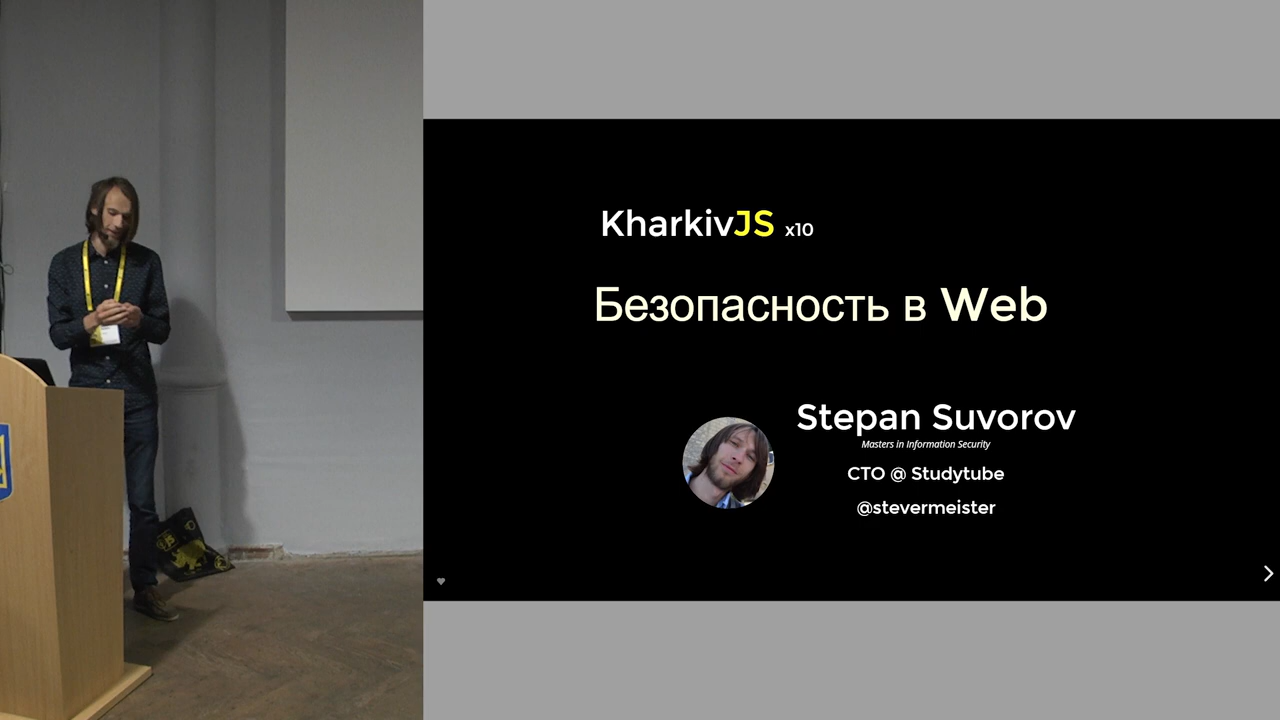 KharkivJS x10
Безопасность в Web
Stepan Suvorov
Masters in Information Security
CTO @ Studytube
@stevermeister